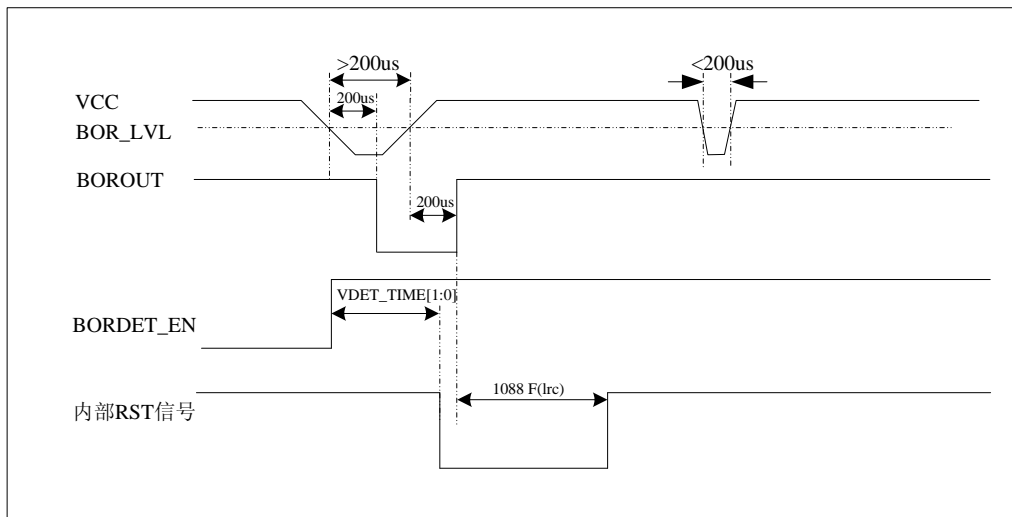 >200us
<200us
200us
VCC
BOR_LVL
BOROUT
200us
VDET_TIME[1:0]
BORDET_EN
1088 F(lrc)
内部RST信号